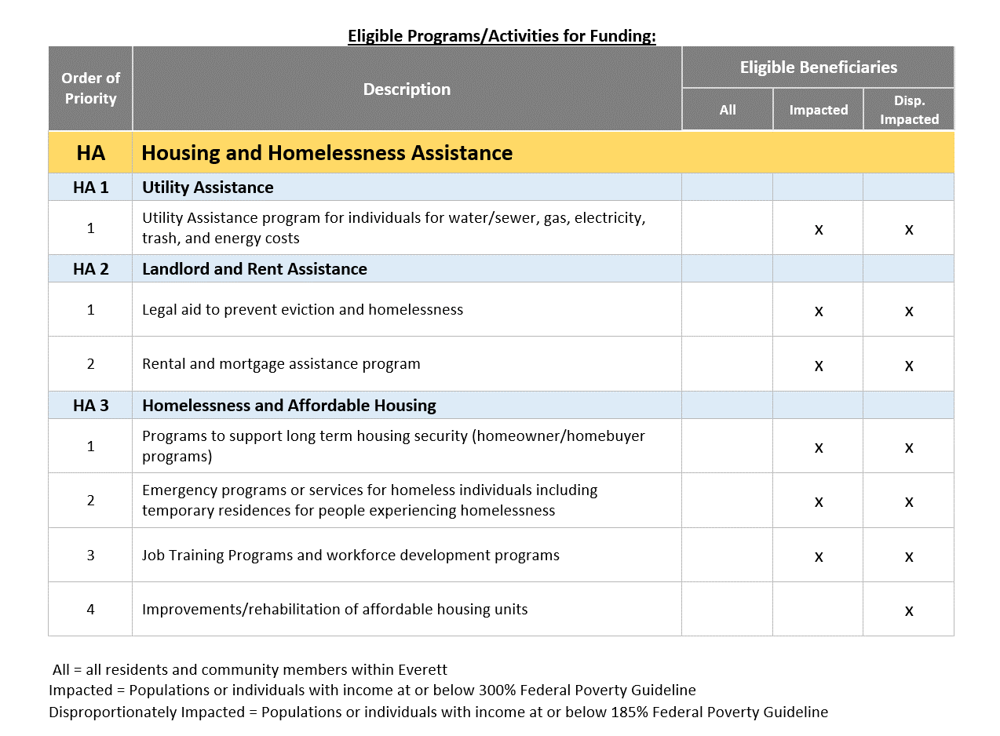 Eligible Programs/Activities for Funding:
Order of Priority
Description
Eligible Beneficiaries
All
Impacted
Disp.
Impacted
HA Housing and Homelessness Assistance
HA 1 Utility Assistance
1 Utility Assistance program for individuals for water/sewer, gas, electricity,
trash, and energy costs x x
HA 2 Landlord and Rent Assistance
1 Legal aid to prevent eviction and homelessness x x
2 Rental and mortgage assistance program x x
HA 3 Homelessness and Affordable Housing
1 Programs to support long term housing security (homeowner/homebuyer
programs) x x
2 Emergency programs or services for homeless individuals including
temporary residences for people experiencing homelessness x x
3 Job Training Programs and workforce development programs x x
4 Improvements/rehabilitation of affordable housing units x
All = all residents and community members within Everett
Impacted = Populations or individuals with income at or below 300% Federal Poverty Guideline
Disproportionately Impacted = Populations or individuals with income at or below 185% Federal Poverty Guideline